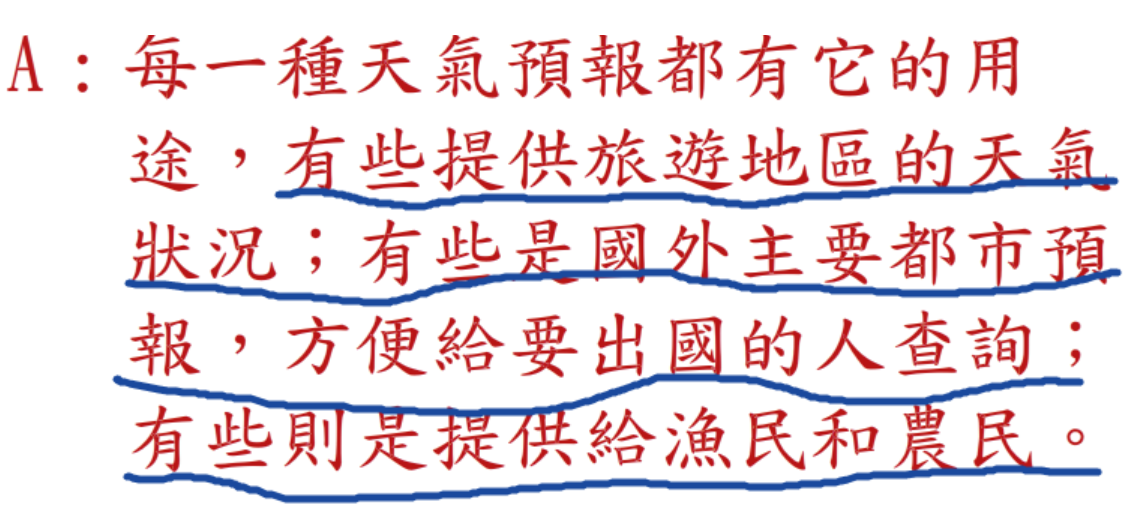 A：每一種天氣預報都有它的用
途，有些提供旅遊地區的天氣
狀況；有些是國外主要都市預
報，方便給要出國的人查詢；
有些則是提供給漁民和農民。